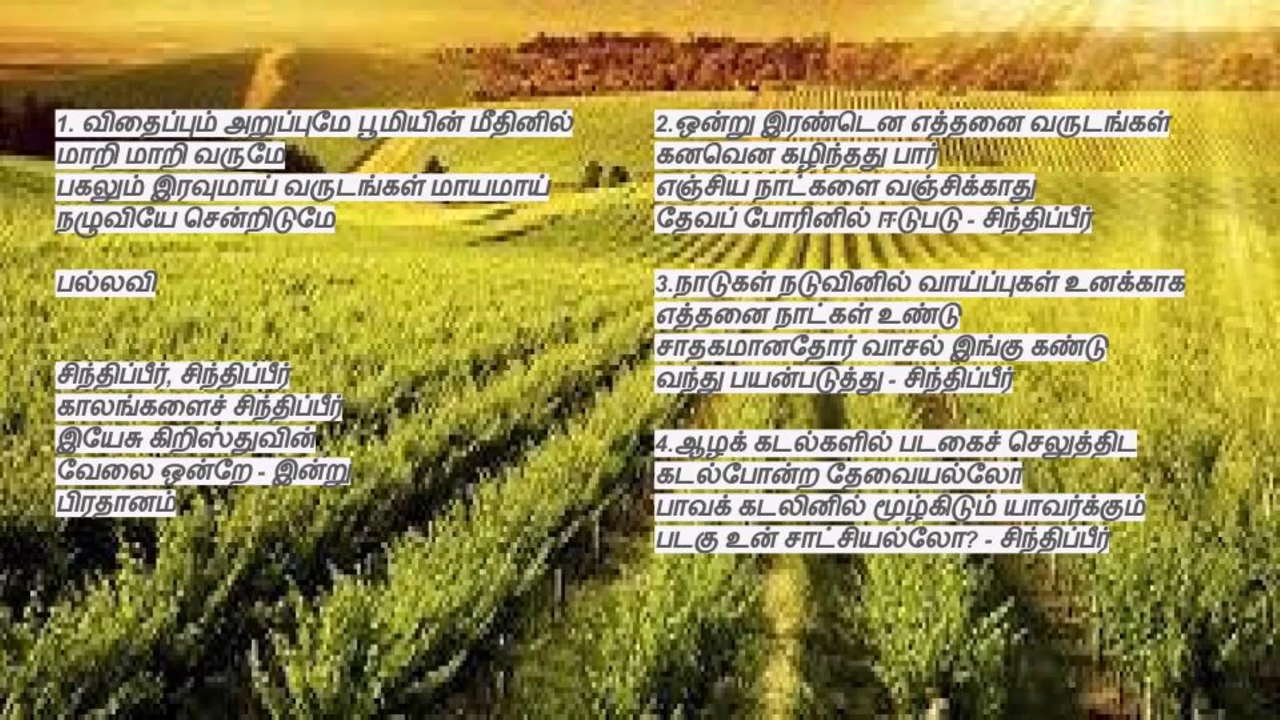 1. விதைப்பும் அறுப்புமே பூமியின் மீதினில்
மாறி மாறி வருமே
பகலும் இரவுமாய் வருடங்கள் மாயமாய்
நழுவியே சென்றிடுமே
பல்லவி
சிந்திப்பீர், சிந்திப்பீர்
காலங்களைச் சிந்திப்பீர்
இயேசு கிறிஸ்துவின்
வேலை ஒன்றே - இன்று
பிரதானம்
2.ஒன்று இரண்டென எத்தனை வருடங்கள்
கனவென கழிந்தது பார்
எஞ்சிய நாட்களை வஞ்சிக்காது
தேவப் போரினில் ஈடுபடு - சிந்திப்பீர்
3.நாடுகள் நடுவினில் வாய்ப்புகள் உனக்காக
எத்தனை நாட்கள் உண்டு
சாதகமானதோர் வாசல் இங்கு கண்டு
வந்து பயன்படுத்து - சிந்திப்பீர்
4.ஆழக் கடல்களில் படகைச் செலுத்திட
கடல்போன்ற தேவையல்லோ
பாவக் கடலினில் மூழ்கிடும் யாவர்க்கும்
படகு உன் சாட்சியல்லோ? - சிந்திப்பீர்